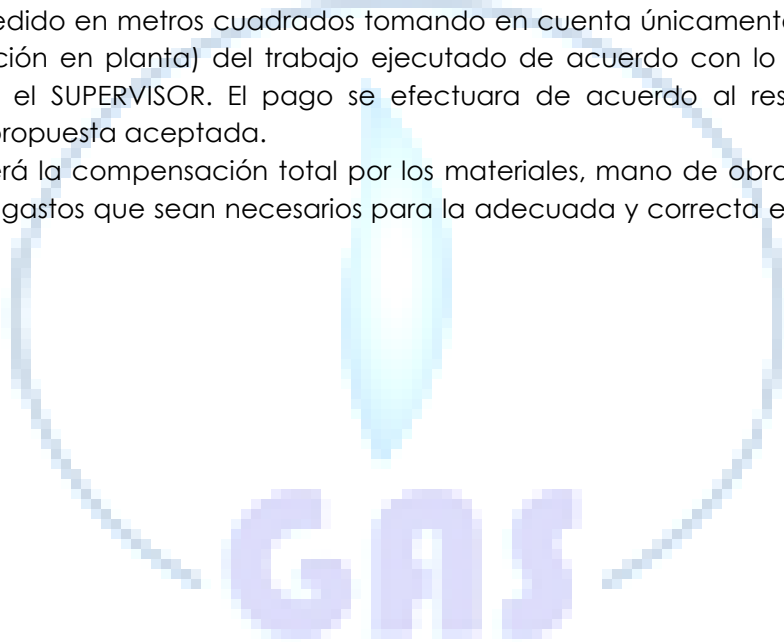 edido en metros cuadrados tomando en cuenta únicamente
ción en planta) del trabajo ejecutado de acuerdo con lo
el SUPERVISOR. El pago se efectuara de acuerdo al res
propuesta aceptada.
erá la compensación total por los materiales, mano de obra
gastos que sean necesarios para la adecuada y correcta e
GAS